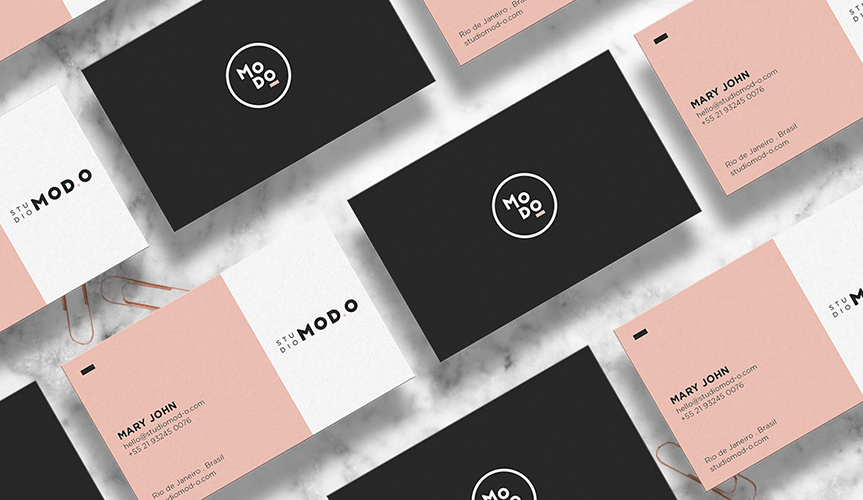 Rio de Janeiro . Brasil
studiomod-o.com
MO
DO
STU
DIO
MARY JOHN
hello@studiomod-o.com
+55 21 93245 0076
Rio de Janeiro . Brasil
studiomod-o.com
STU
DIO
MOD.O
MO
DO
STU
DIO
MOD.O
MARY JOHN
hello@studiomod-o.com
+55 21 93245 0076
Rio de Janeiro . Brasil
studiomod-o.com
STU
DIO
MARY JOHN
hello@studiomod-o.com
+55 21 93245 0076
Rio de Janeiro . Brasil
studiomod-o.com
MO
DO